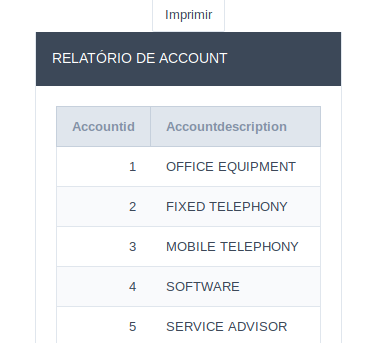 Imprimir
RELATÓRIO DE ACCOUNT
Accountid Accountdescription
1 OFFICE EQUIPMENT
2 FIXED TELEPHONY
3 MOBILE TELEPHONY
4 SOFTWARE
5 SERVICE ADVISOR